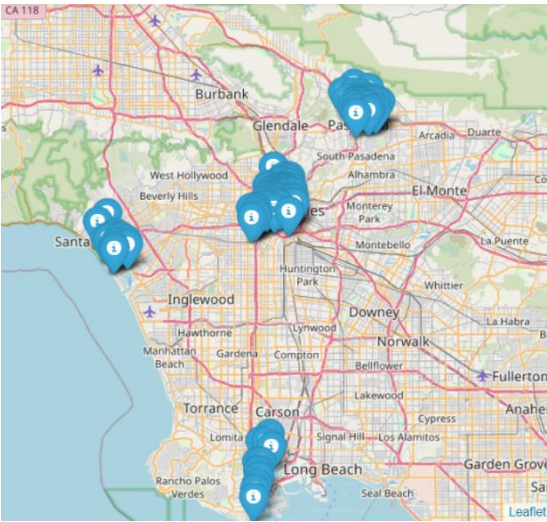 CA 118
Burbank
Glendale
Pas
Arcadia
Duarte
South Pasadena
West Hollywood
Alhambra
Beverly Hills
El Monte
Monterey
Park
es
Santa
Montebello
La Puente
Huntington
Park
Whittier
Inglewood
Downey
La Habra
Hawthorne
Lynwood
Norwalk
Manhattan
Beach
Gardena
Compton
Bellflower
Fullerton
Lakewood
Torrance
Carson
Cypress
Anahe
Lomita
Signal Hill
Los Alamitos
Long Beach
Garden Grov
Rancho Palos
Verdes
Seal Beach
Sa
Leaflet